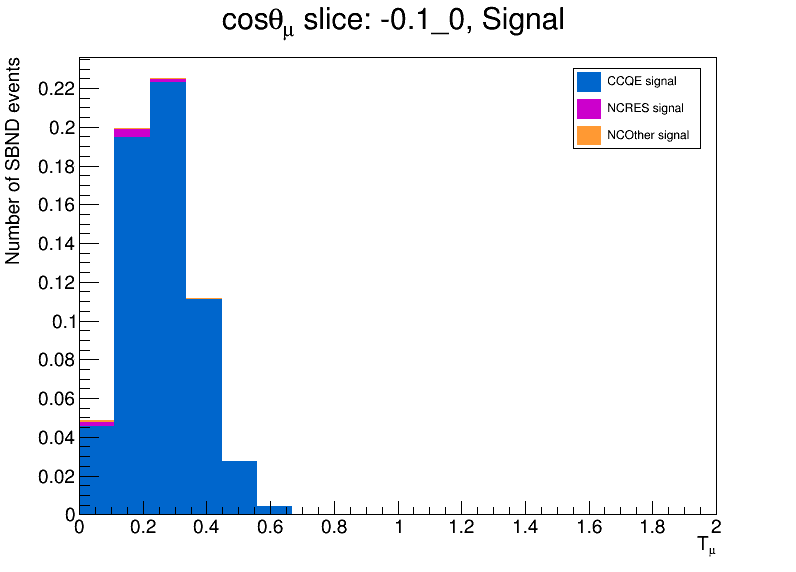 cosθμ slice: -0.1_0, Signal
Number of SBND events
CCQE signal
NCRES signal
NCOther signal
0.22
0.2
0.18
0.16
0.14
0.12
0.1
0.08
0.06
0.04
0.02
0
0 0.2 0.4 0.6 0.8 1 1.2 1.4 1.6 1.8 2
Tμ